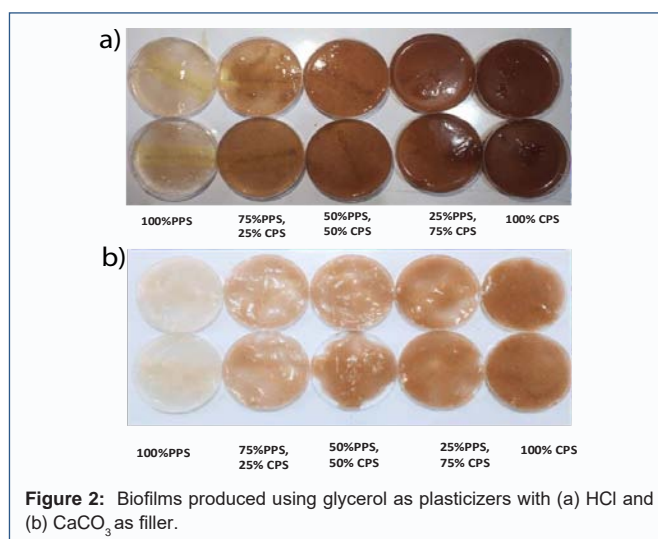 a)
100%PPS 75%PPS, 50%PPS, 25%PPS, 100% CPS
25% CPS 50% CPS 75% CPS
b)
100%PPS 75%PPS, 50%PPS, 25%PPS, 100% CPS
25% CPS 50% CPS 75% CPS
Figure 2: Biofilms produced using glycerol as plasticizers with (a) HCl and
(b) CaCO₃ as filler.